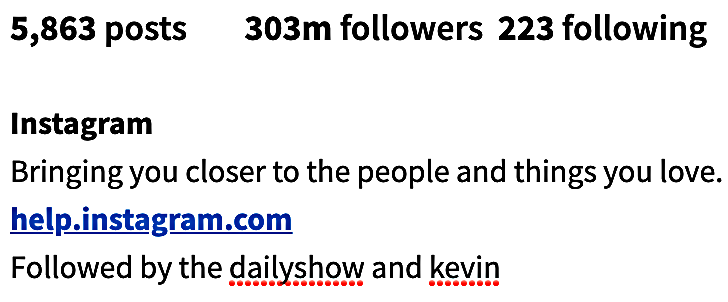 5,863 posts 303m followers 223 following
Instagram
Bringing you closer to the people and things you love.
help.instagram.com
Followed by the dailyshow and kevin